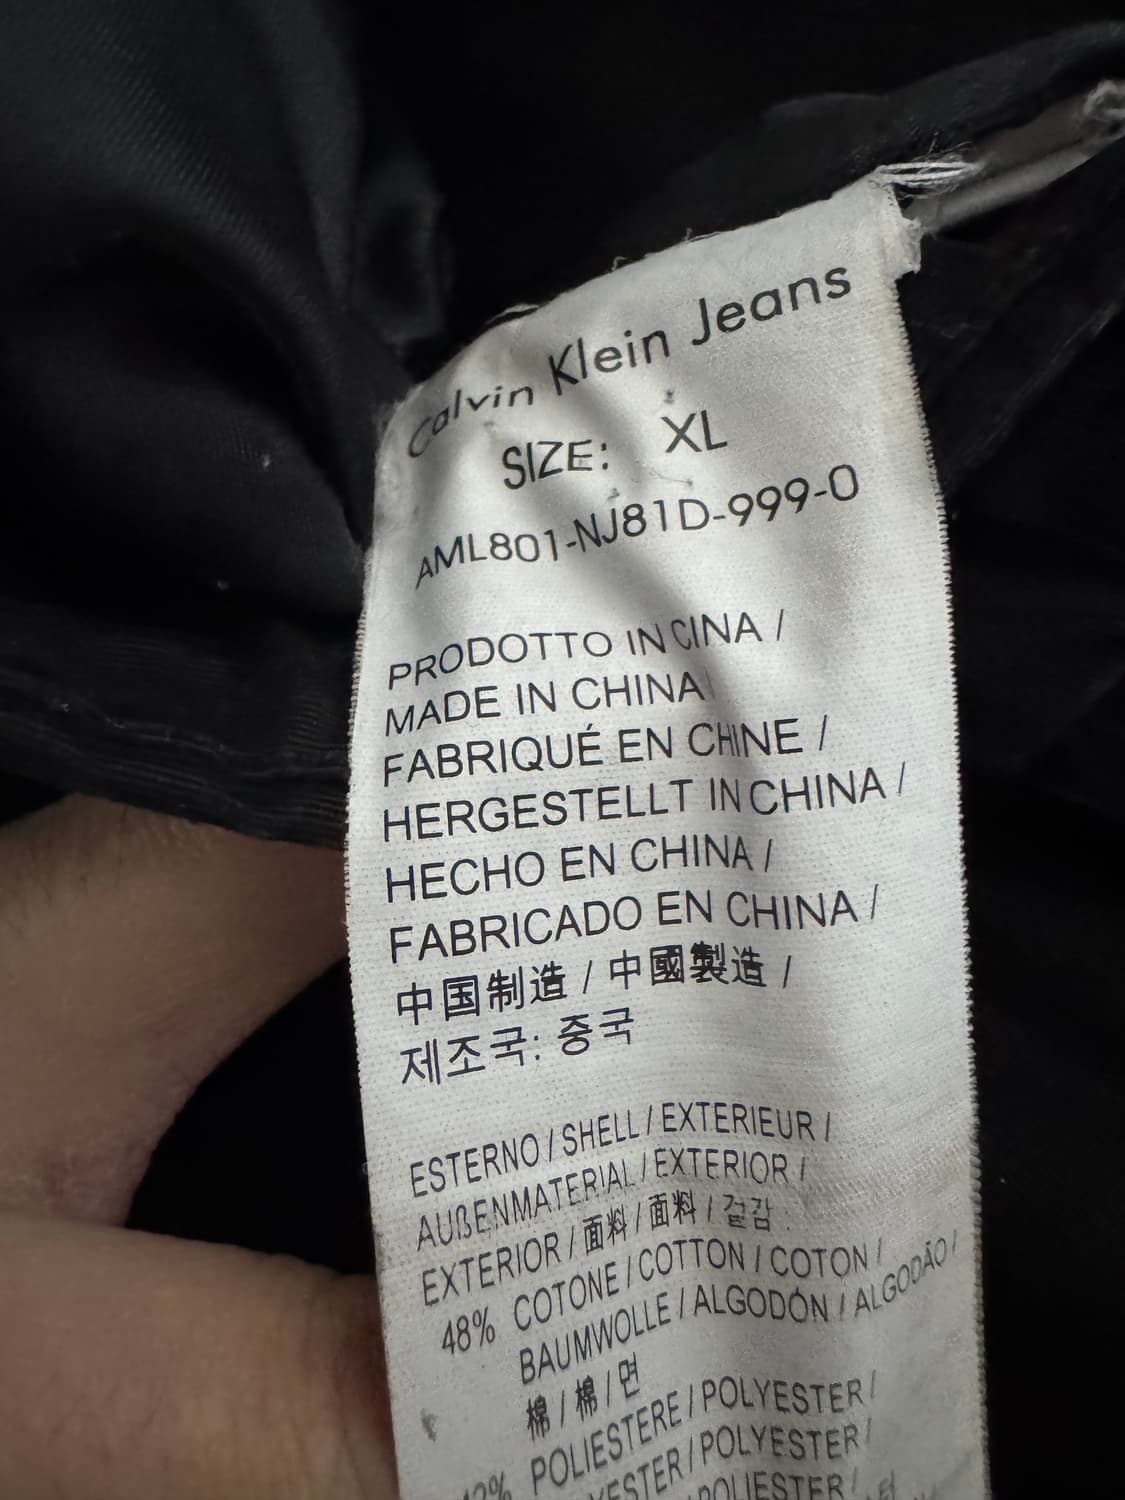 Calvin Klein Jeans
SIZE: XL
AML801-NJ81D-999-0
PRODOTTO IN CINA /
MADE IN CHINA
FABRIQUÉ EN CHINE /
HERGESTELLT IN CHINA /
HECHO EN CHINA /
FABRICADO EN CHINA /
中国制造 / 中國製造 /
제조국: 중국
ESTERNO / SHELL / EXTERIEUR /
AUßENMATERIAL / EXTERIOR /
EXTERIOR / 面料 / 面料 / 겉감 :
48% COTONE / COTTON / COTON /
BAUMWOLLE / ALGODÓN / ALGODÃO /
棉 / 棉 / 면
POLIESTERE / POLYESTER /
/ POLYESTER /